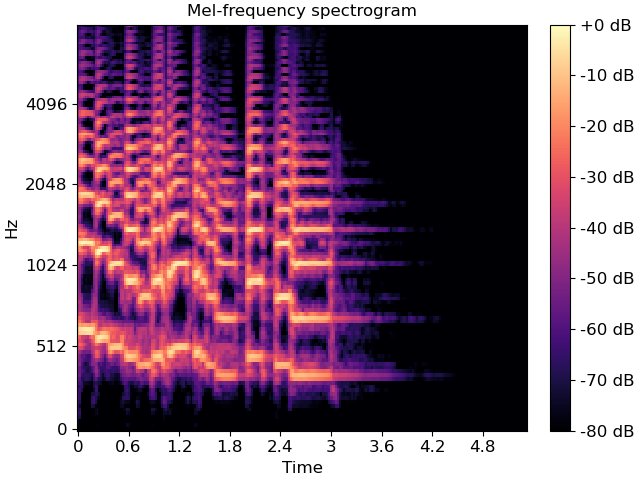 Mel-frequency spectrogram
+0 dB
-10 dB
-20 dB
-30 dB
-40 dB
-50 dB
-60 dB
-70 dB
-80 dB
4096
2048
1024
512
0
Hz
0 0.6 1.2 1.8 2.4 3 3.6 4.2 4.8
Time